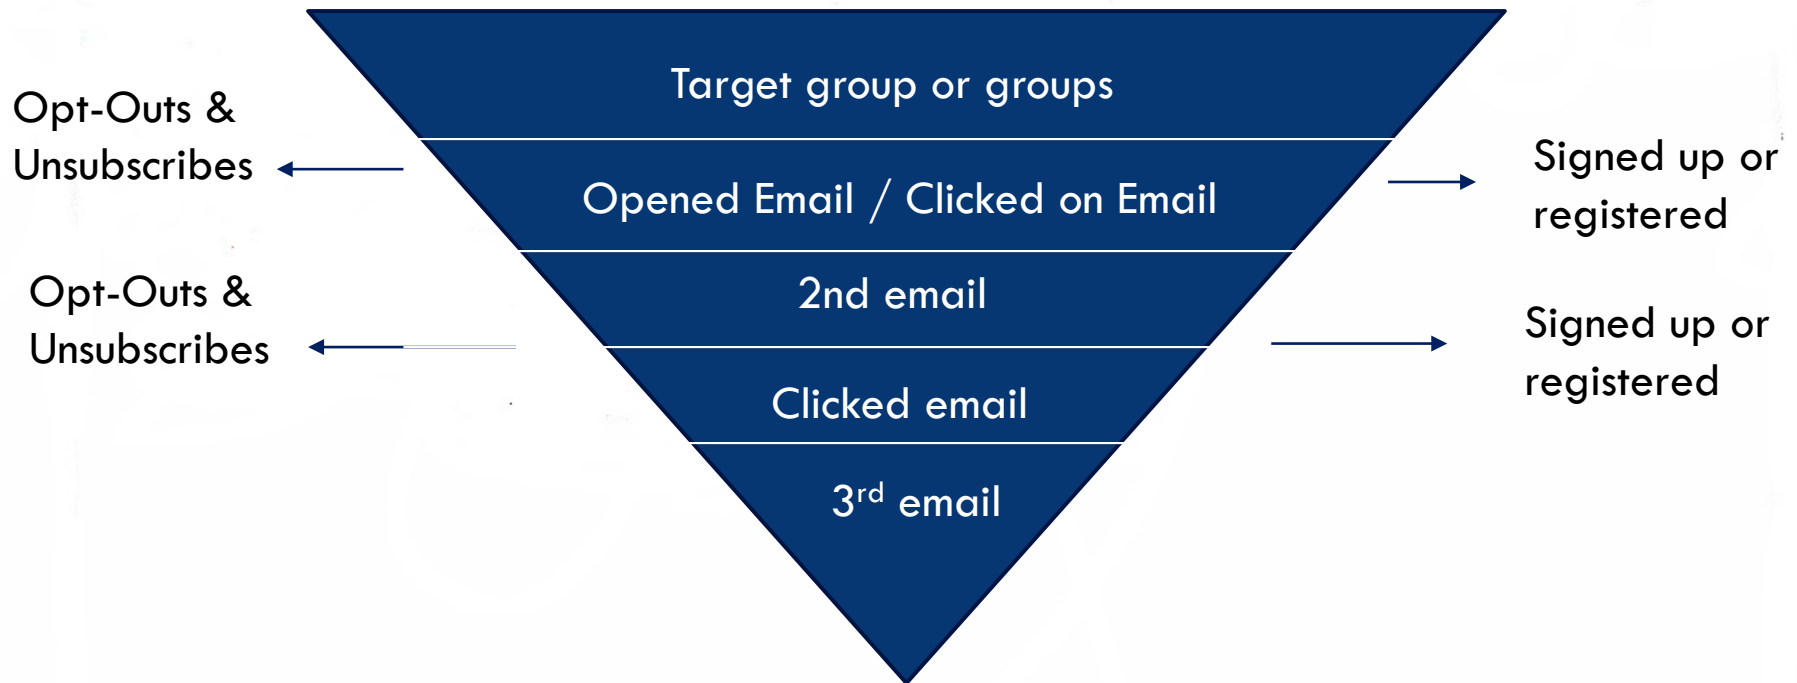 Target group or groups
Opt-Outs &
Unsubscribes
Signed up or
registered
Opened Email / Clicked on Email
2nd email
Opt-Outs &
Unsubscribes
Signed up or
registered
Clicked email
3rd email